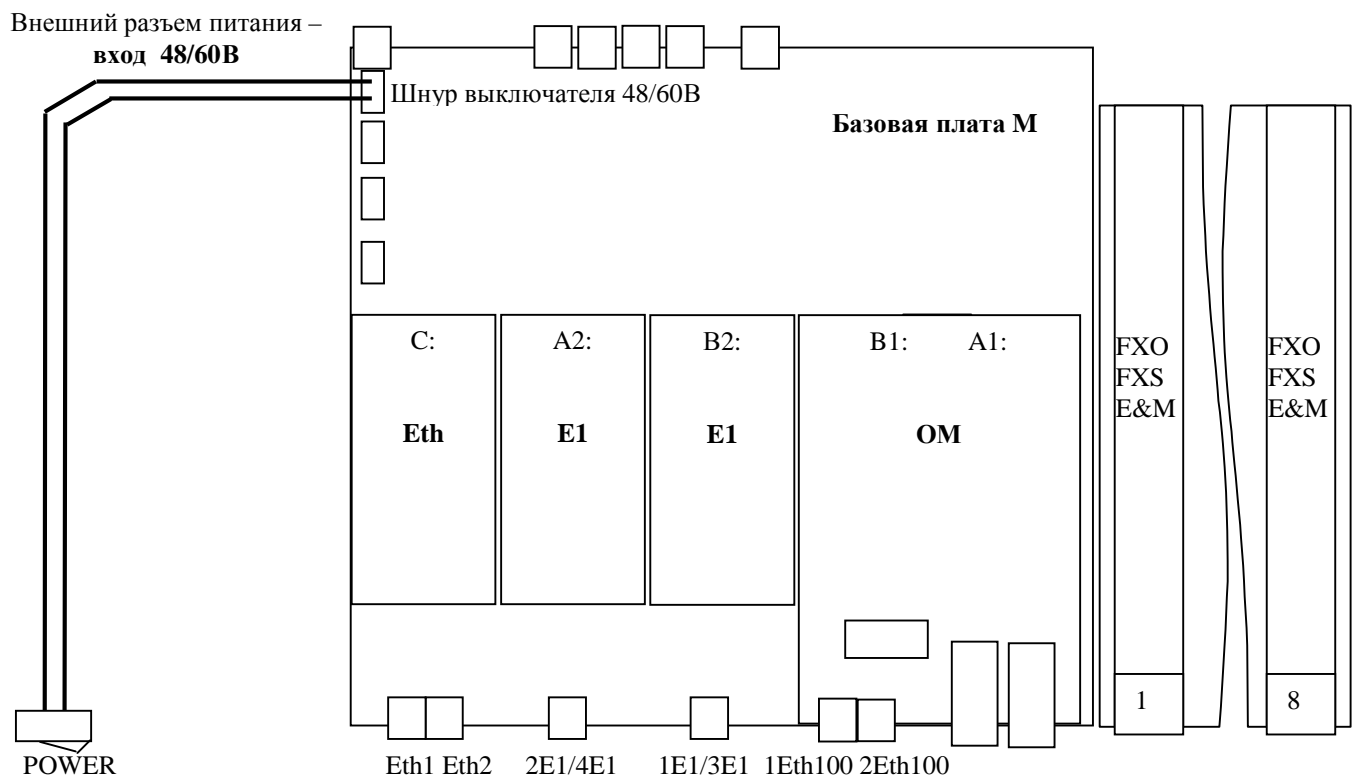 Внешний разъем питания –
вход 48/60В
Шнур выключателя 48/60В
Базовая плата М
C:
A2:
B2:
B1:
A1:
Eth
E1
E1
OM
FXO
FXS
E&M
FXO
FXS
E&M
1
8
POWER
Eth1 Eth2
2E1/4E1
1E1/3E1
1Eth100 2Eth100